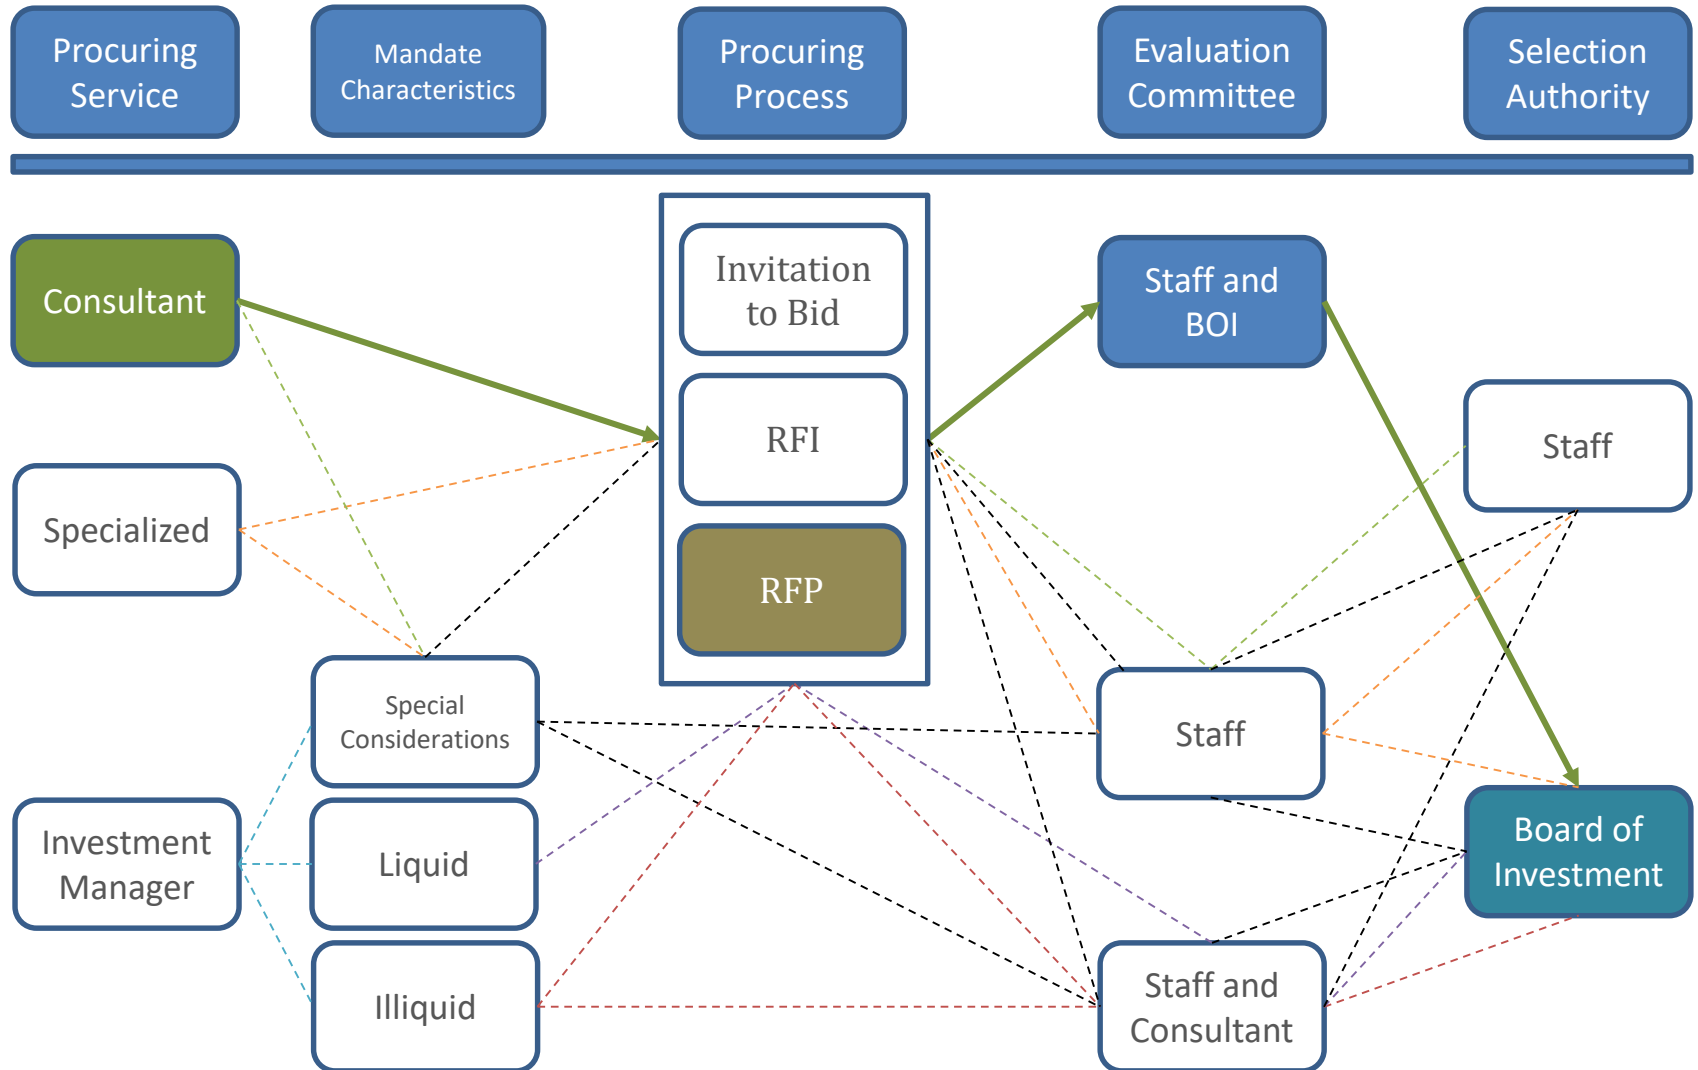 Procuring
Service
Mandate
Characteristics
Procuring
Process
Evaluation
Committee
Selection
Authority
Consultant
Invitation
to Bid
Staff and
BOI
RFI
Staff
Specialized
RFP
Special
Considerations
Staff
Investment
Manager
Liquid
Board of
Investment
Illiquid
Staff and
Consultant